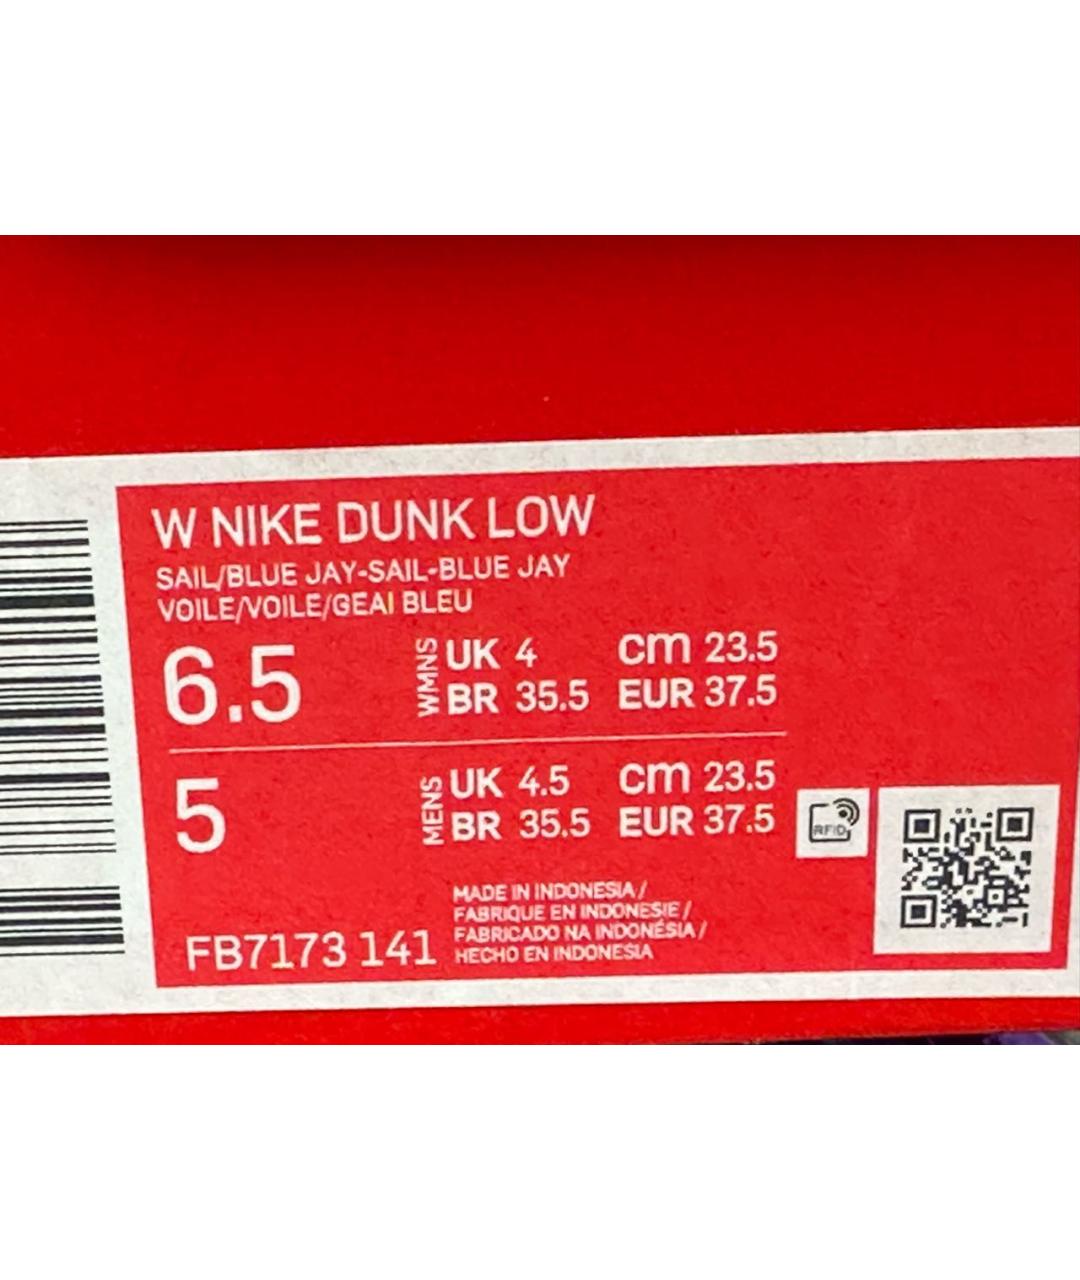 W NIKE DUNK LOW
SAIL/BLUE JAY-SAIL-BLUE JAY
VOILE/VOILE/GEAI BLEU
6.5 WMNS UK 4 cm 23.5
BR 35.5 EUR 37.5
5 MENS UK 4.5 cm 23.5
BR 35.5 EUR 37.5
RFID
MADE IN INDONESIA /
FABRIQUE EN INDONESIE /
FABRICADO NA INDONÉSIA /
HECHO EN INDONESIA
FB7173 141